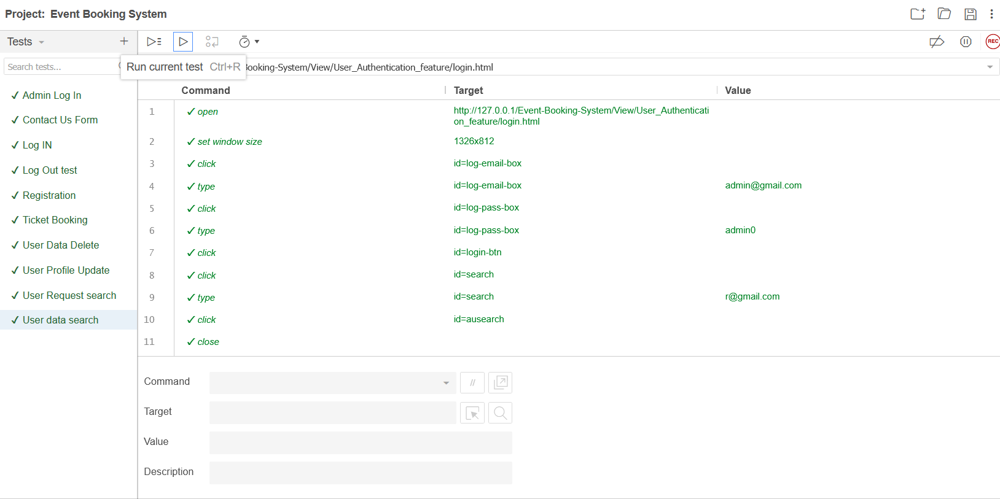 Project: Event Booking System
Tests
REC
Search tests...
Run current test Ctrl+R
Booking-System/View/User_Authentication_feature/login.html
Admin Log In
Contact Us Form
Log IN
Log Out test
Registration
Ticket Booking
User Data Delete
User Profile Update
User Request search
User data search
Command Target Value
1 open http://127.0.0.1/Event-Booking-System/View/User_Authenticati
on_feature/login.html
2 set window size 1326x812
3 click id=log-email-box
4 type id=log-email-box admin@gmail.com
5 click id=log-pass-box
6 type id=log-pass-box admin0
7 click id=login-btn
8 click id=search
9 type id=search r@gmail.com
10 click id=ausearch
11 close
Command
//
Target
Value
Description